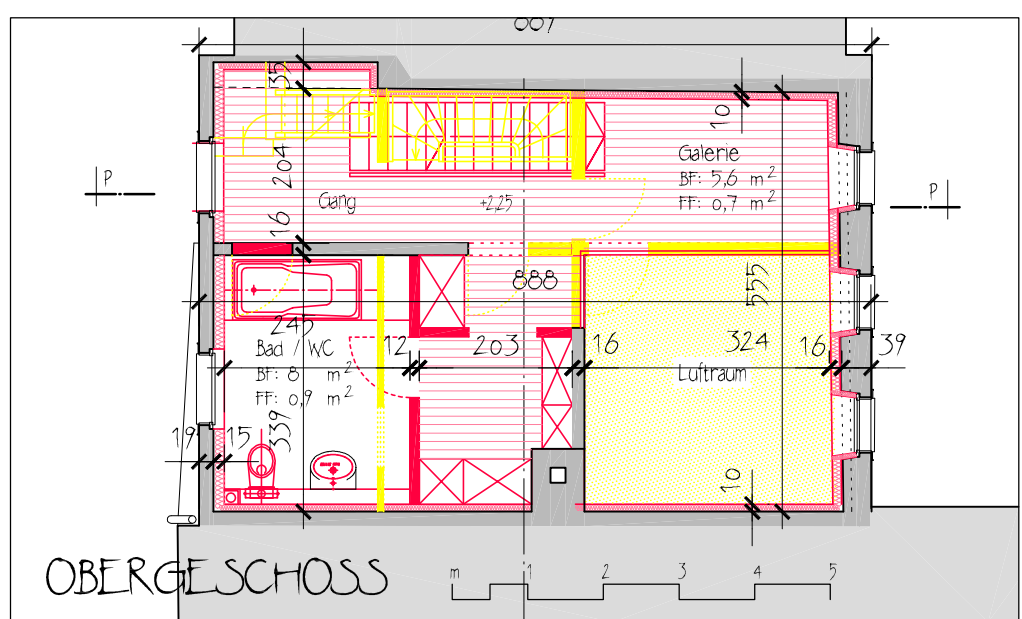 35
10
204
Galerie
BF: 5,6 m²
FF: 0,7 m²
P
P
Gang
+2,25
16
888
555
245
Bad / WC
BF: 8 m²
FF: 0,9 m²
12
203
16
324
16
39
Luftraum
339
19
15
10
OBERGESCHOSS
m 1 2 3 4 5